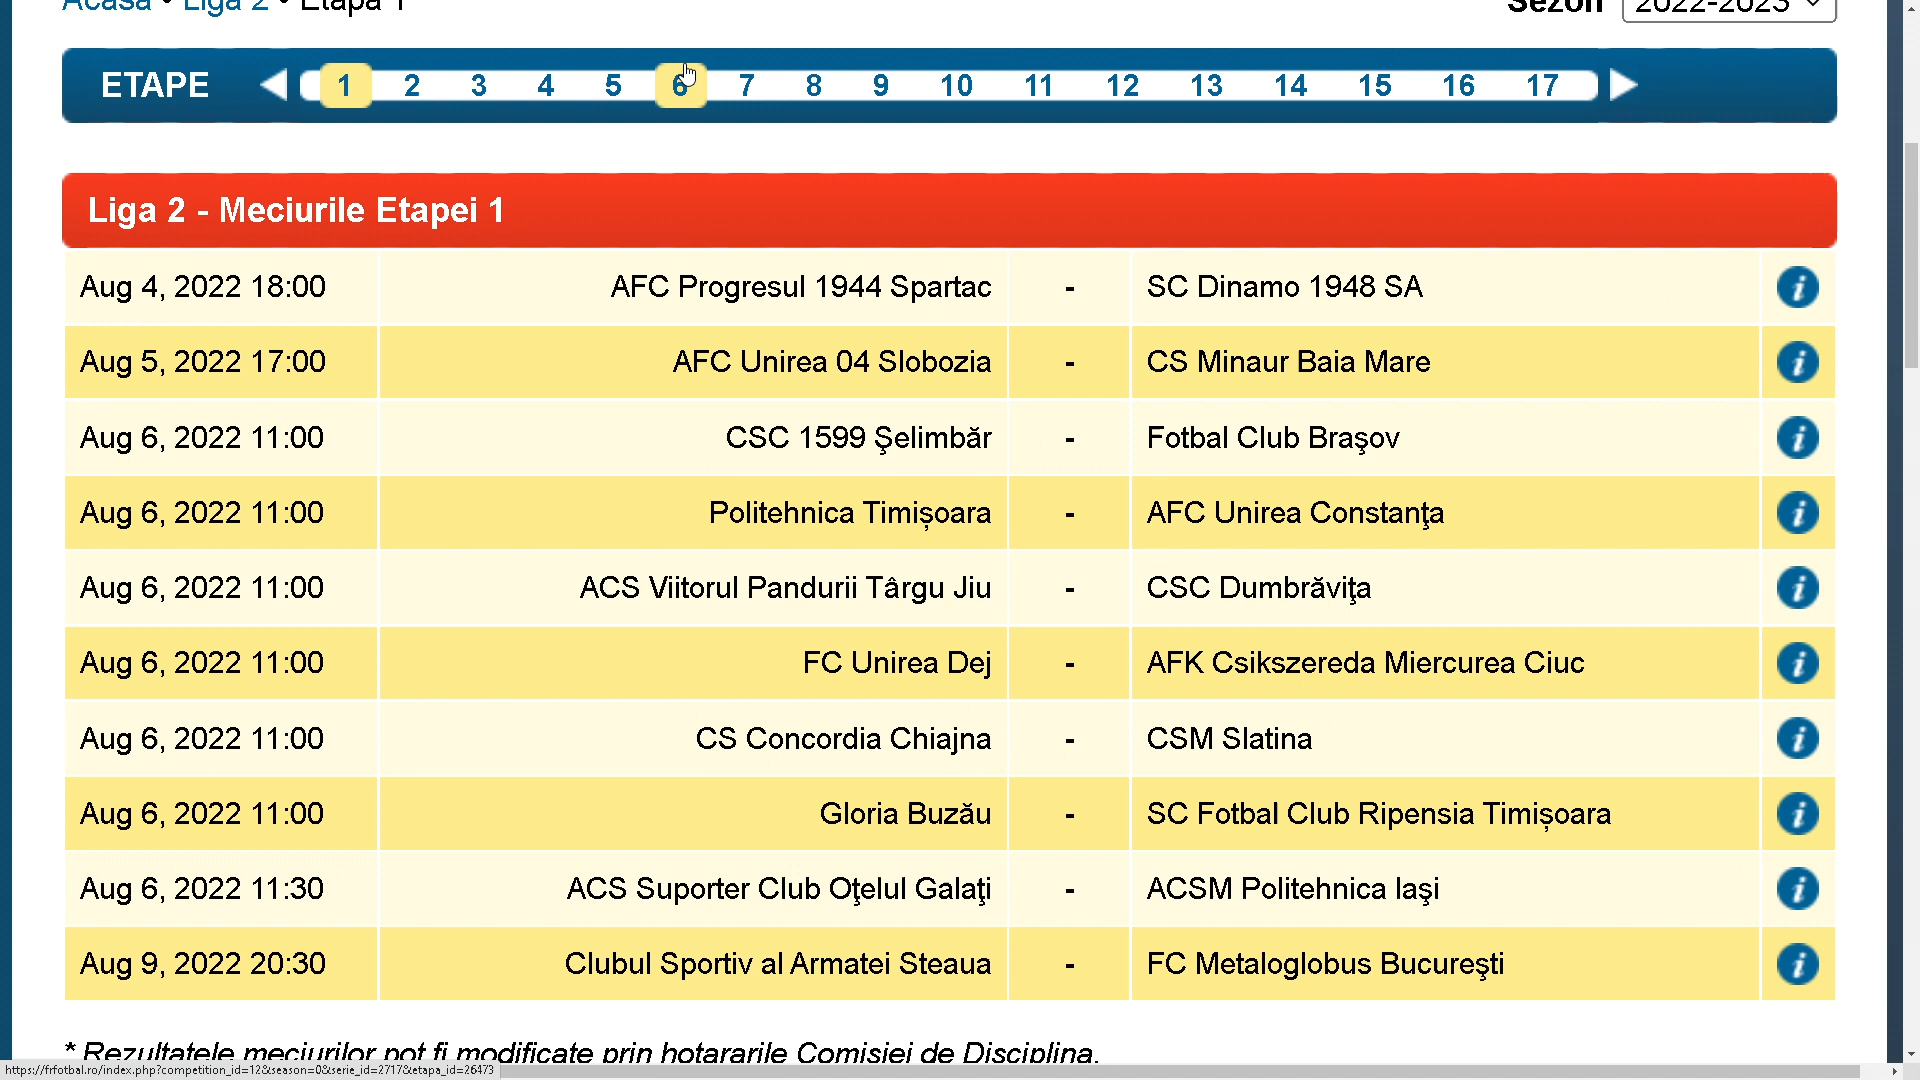 Acasa • Liga 2 • Etapa 1
Sezon 2022-2023
ETAPE 1 2 3 4 5 6 7 8 9 10 11 12 13 14 15 16 17
Liga 2 - Meciurile Etapei 1
Aug 4, 2022 18:00 AFC Progresul 1944 Spartac - SC Dinamo 1948 SA
Aug 5, 2022 17:00 AFC Unirea 04 Slobozia - CS Minaur Baia Mare
Aug 6, 2022 11:00 CSC 1599 Şelimbăr - Fotbal Club Braşov
Aug 6, 2022 11:00 Politehnica Timișoara - AFC Unirea Constanţa
Aug 6, 2022 11:00 ACS Viitorul Pandurii Târgu Jiu - CSC Dumbrăviţa
Aug 6, 2022 11:00 FC Unirea Dej - AFK Csikszereda Miercurea Ciuc
Aug 6, 2022 11:00 CS Concordia Chiajna - CSM Slatina
Aug 6, 2022 11:00 Gloria Buzău - SC Fotbal Club Ripensia Timișoara
Aug 6, 2022 11:30 ACS Suporter Club Oţelul Galaţi - ACSM Politehnica Iaşi
Aug 9, 2022 20:30 Clubul Sportiv al Armatei Steaua - FC Metaloglobus Bucureşti
* Rezultatele meciurilor pot fi modificate prin hotararile Comisiei de Disciplina.
https://frfotbal.ro/index.php?competition_id=12&season=0&serie_id=2717&etapa_id=26473